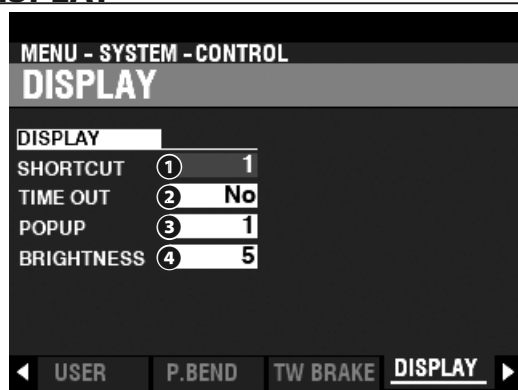 MENU - SYSTEM - CONTROL
DISPLAY
DISPLAY
SHORTCUT ① 1
TIME OUT ② No
POPUP ③ 1
BRIGHTNESS ④ 5
◀ USER P.BEND TW BRAKE DISPLAY ▶